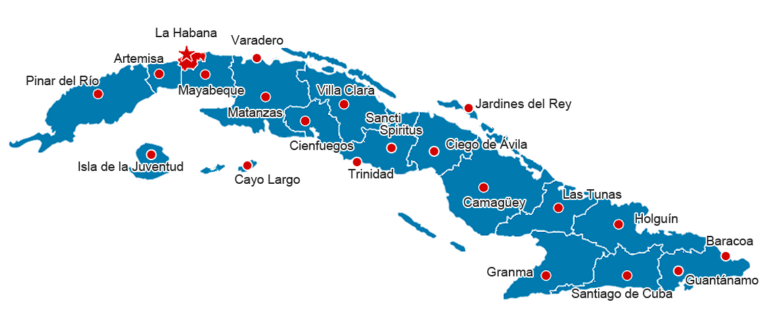 La Habana
Varadero
Artemisa
Pinar del Río
Mayabeque
Villa Clara
Matanzas
Jardines del Rey
Sancti
Spiritus
Cienfuegos
Ciego de Ávila
Isla de la Juventud
Cayo Largo
Trinidad
Camagüey
Las Tunas
Holguín
Baracoa
Granma
Guantánamo
Santiago de Cuba